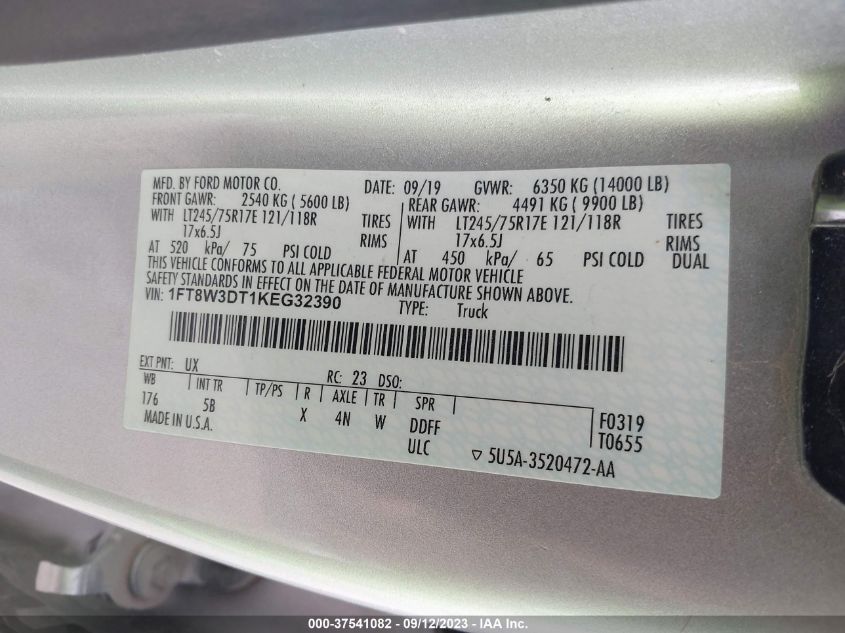 MFD. BY FORD MOTOR CO. DATE: 09/19 GVWR: 6350 KG (14000 LB)
FRONT GAWR: 2540 KG ( 5600 LB) REAR GAWR: 4491 KG ( 9900 LB)
WITH LT245/75R17E 121/118R TIRES WITH LT245/75R17E 121/118R TIRES
17x6.5J RIMS 17x6.5J RIMS
AT 520 kPa/ 75 PSI COLD AT 450 kPa/ 65 PSI COLD DUAL
THIS VEHICLE CONFORMS TO ALL APPLICABLE FEDERAL MOTOR VEHICLE
SAFETY STANDARDS IN EFFECT ON THE DATE OF MANUFACTURE SHOWN ABOVE.
VIN: 1FT8W3DT1KEG32390 TYPE: Truck
EXT PNT: UX RC: 23 DSO:
WB INT TR TP/PS R AXLE TR SPR
176 5B X 4N W DDFF F0319
MADE IN U.S.A. ULC T0655
▽ 5U5A-3520472-AA
000-37541082 - 09/12/2023 - IAA Inc.